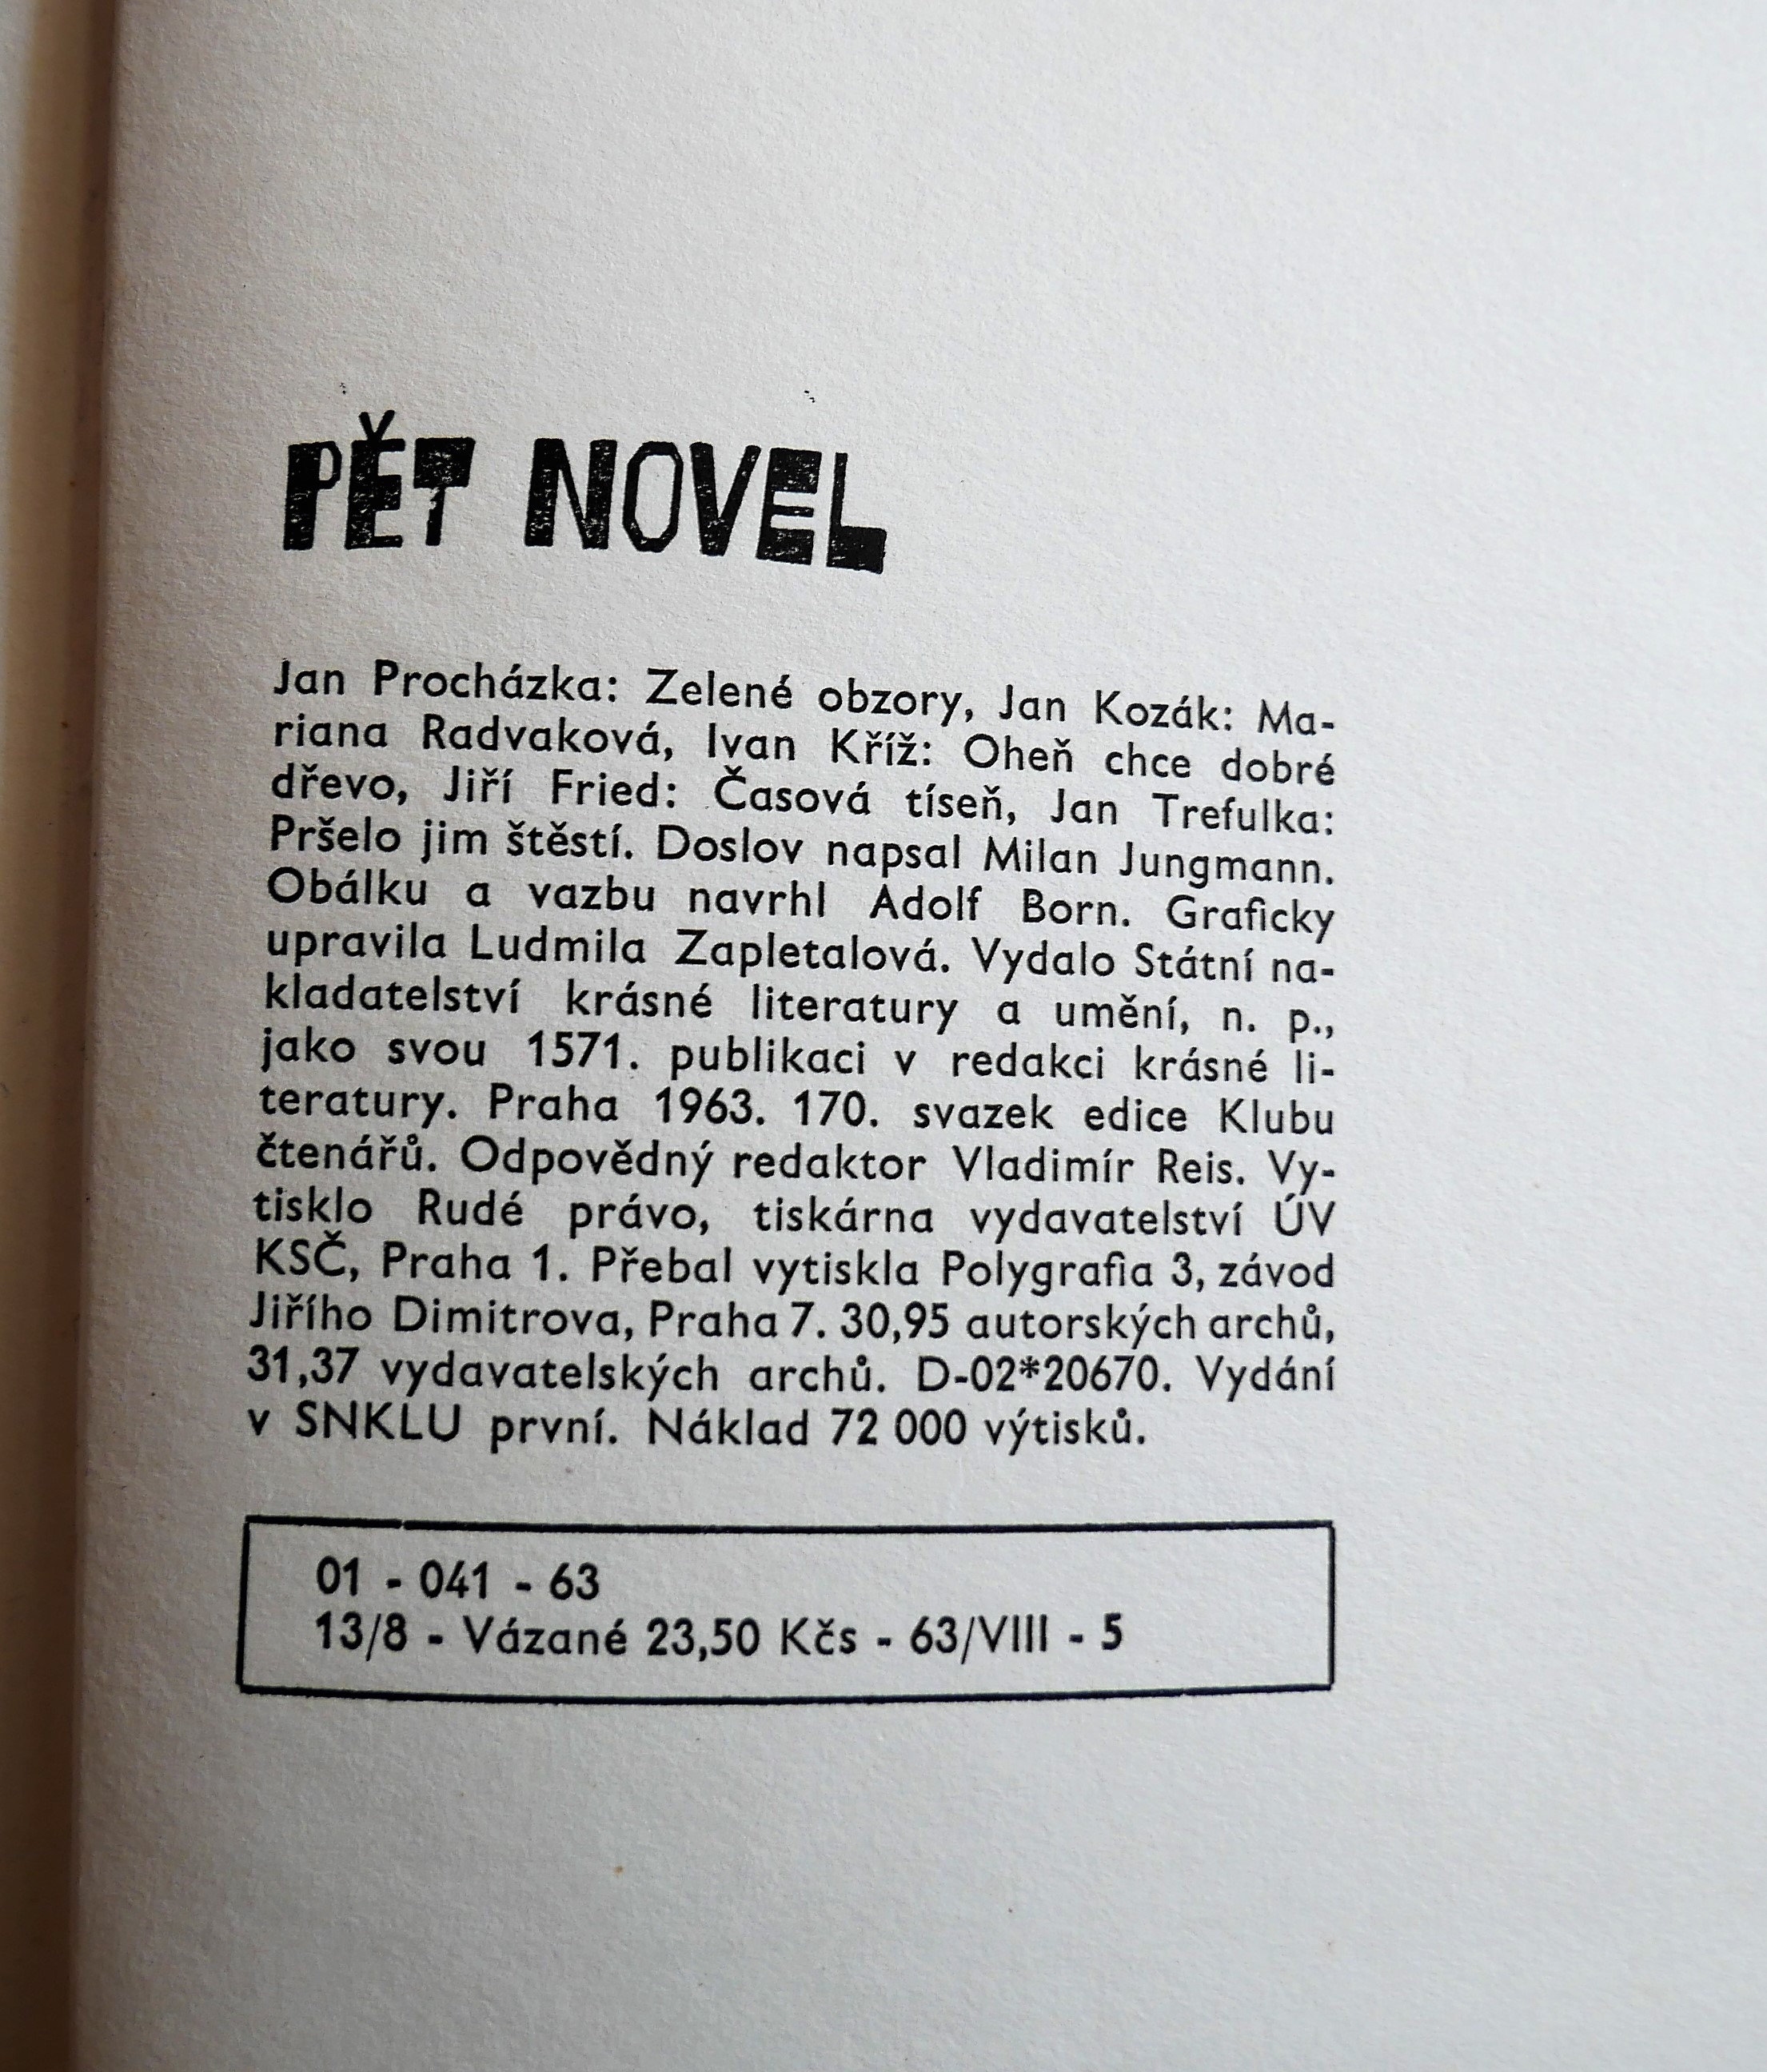 PĚT NOVEL
Jan Procházka: Zelené obzory, Jan Kozák: Ma-
riana Radvaková, Ivan Kříž: Oheň chce dobré
dřevo, Jiří Fried: Časová tíseň, Jan Trefulka:
Pršelo jim štěstí. Doslov napsal Milan Jungmann.
Obálku a vazbu navrhl Adolf Born. Graficky
upravila Ludmila Zapletalová. Vydalo Státní na-
kladatelství krásné literatury a umění, n. p.,
jako svou 1571. publikaci v redakci krásné li-
teratury. Praha 1963. 170. svazek edice Klubu
čtenářů. Odpovědný redaktor Vladimír Reis. Vy-
tisklo Rudé právo, tiskárna vydavatelství ÚV
KSČ, Praha 1. Přebal vytiskla Polygrafia 3, závod
Jiřího Dimitrova, Praha 7. 30,95 autorských archů,
31,37 vydavatelských archů. D-02*20670. Vydání
v SNKLU první. Náklad 72 000 výtisků.
01 - 041 - 63
13/8 - Vázané 23,50 Kčs - 63/VIII - 5